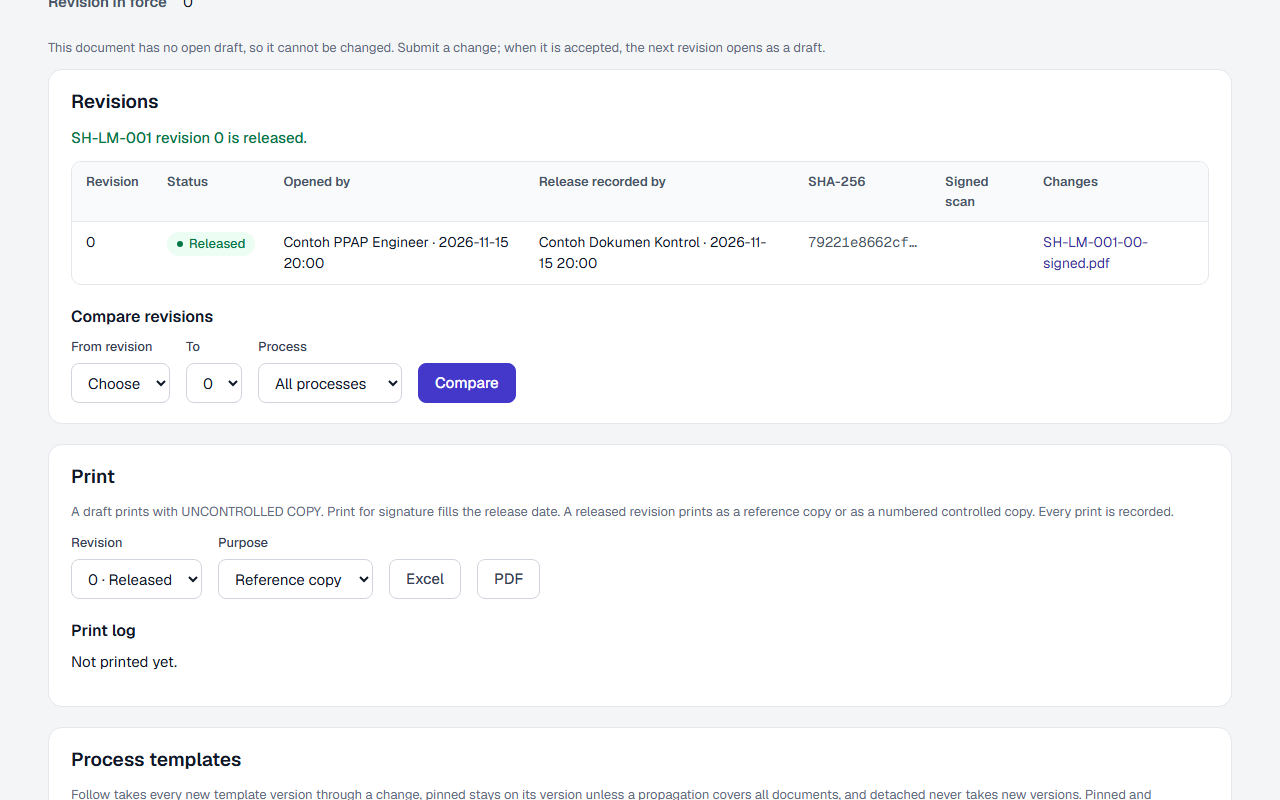 Revision in force 0
This document has no open draft, so it cannot be changed. Submit a change; when it is accepted, the next revision opens as a draft.
Revisions
SH-LM-001 revision 0 is released.
Revision Status Opened by Release recorded by SHA-256 Signed scan Changes
0 Released Contoh PPAP Engineer · 2026-11-15 20:00 Contoh Dokumen Kontrol · 2026-11-15 20:00 79221e8662cf… SH-LM-001-00-signed.pdf
Compare revisions
From revision To Process
Choose 0 All processes Compare
Print
A draft prints with UNCONTROLLED COPY. Print for signature fills the release date. A released revision prints as a reference copy or as a numbered controlled copy. Every print is recorded.
Revision Purpose
0 · Released Reference copy Excel PDF
Print log
Not printed yet.
Process templates
Follow takes every new template version through a change, pinned stays on its version unless a propagation covers all documents, and detached never takes new versions. Pinned and